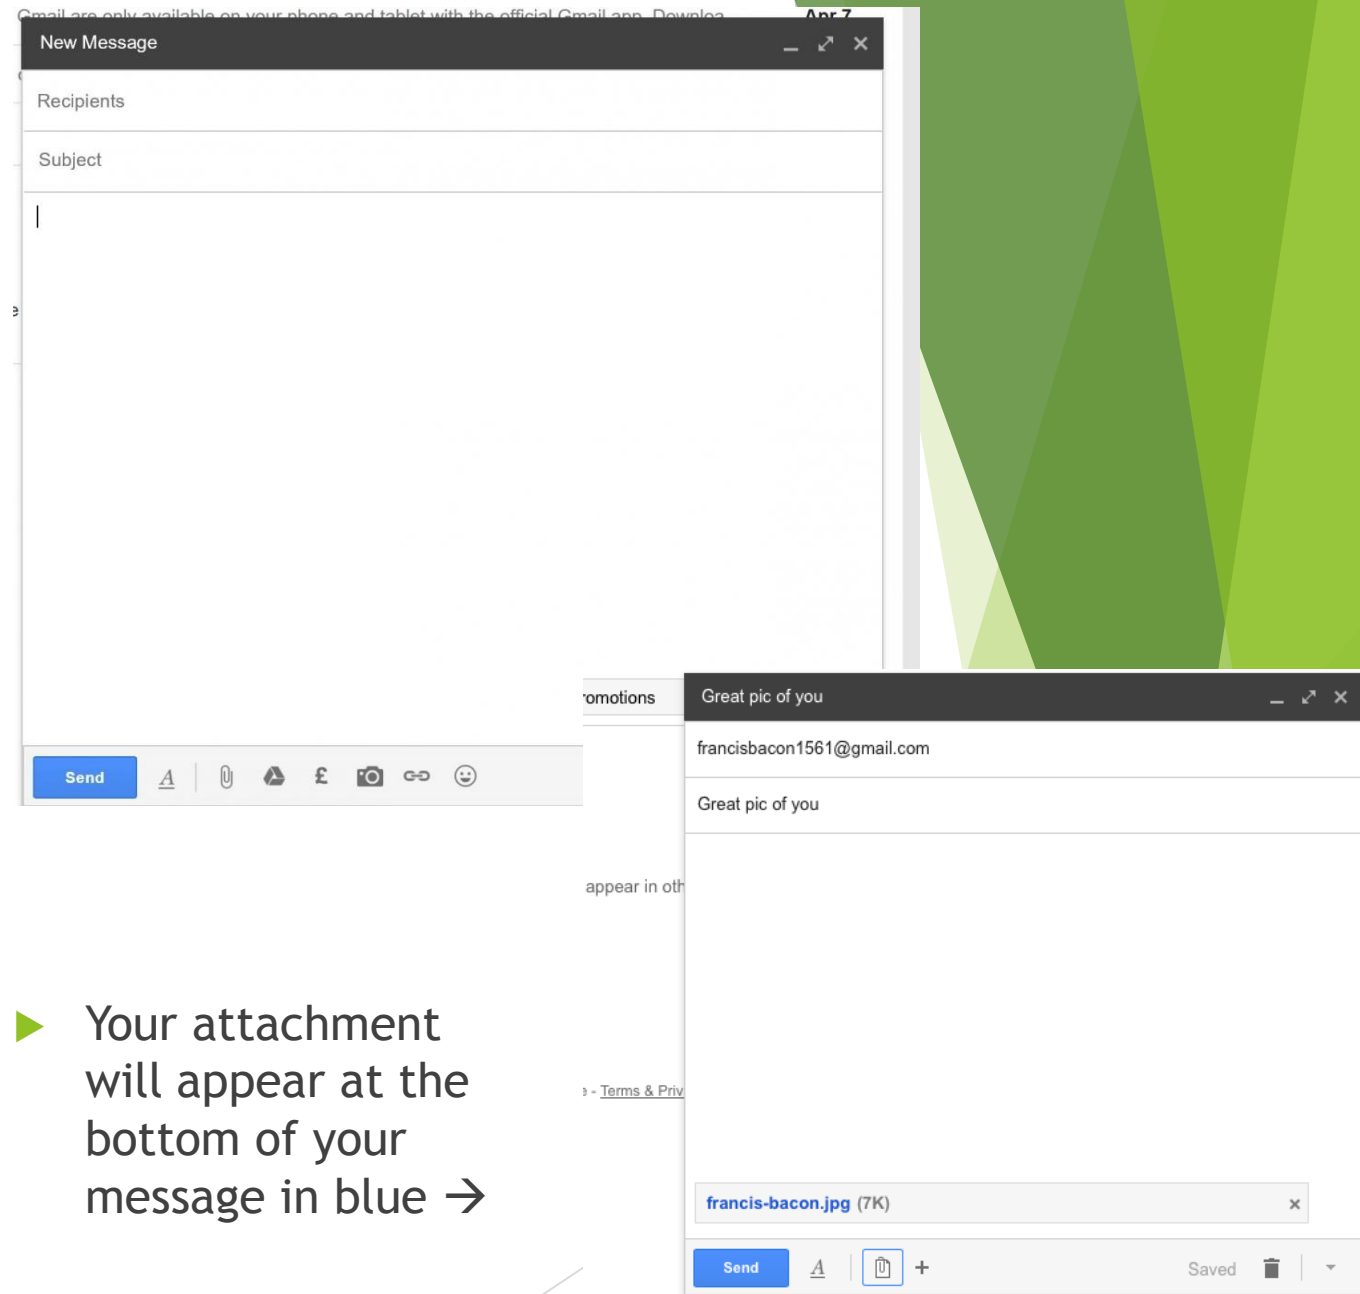 Gmail are only available on your phone and tablet with the official Gmail app. Downloa Apr 7
New Message
Recipients
Subject
e
Send A £
romotions
Great pic of you
francisbacon1561@gmail.com
Great pic of you
appear in oth
Your attachment
will appear at the
bottom of your
message in blue →
e - Terms & Priv
francis-bacon.jpg (7K) ×
Send A + Saved